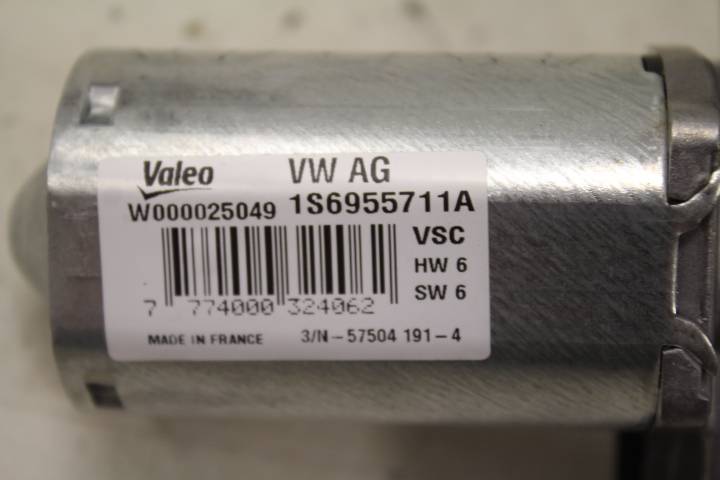 Valeo VW AG
W000025049 1S6955711A
VSC
HW 6
SW 6
7 774000 324062
MADE IN FRANCE 3/N-57504 191-4